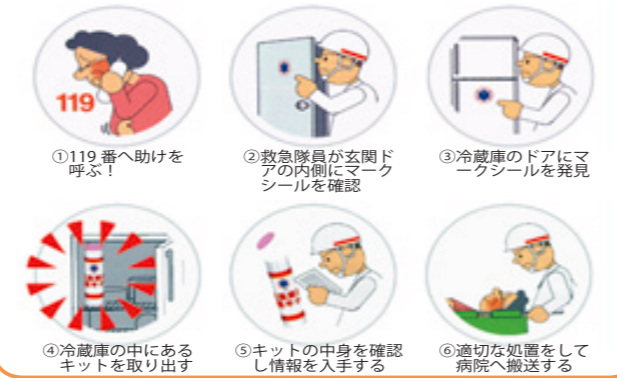 119
①119 番へ助けを
呼ぶ！
②救急隊員が玄関ド
アの内側にマーク
シールを確認
③冷蔵庫のドアにマ
ークシールを発見
④冷蔵庫の中にある
キットを取り出す
⑤キットの中身を確認
し情報を入手する
⑥適切な処置をして
病院へ搬送する